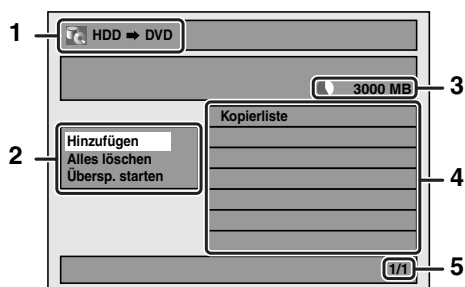 1
HDD ➡ DVD
3000 MB
3
Kopierliste
2
Hinzufügen
Alles löschen
Übersp. starten
4
1/1
5